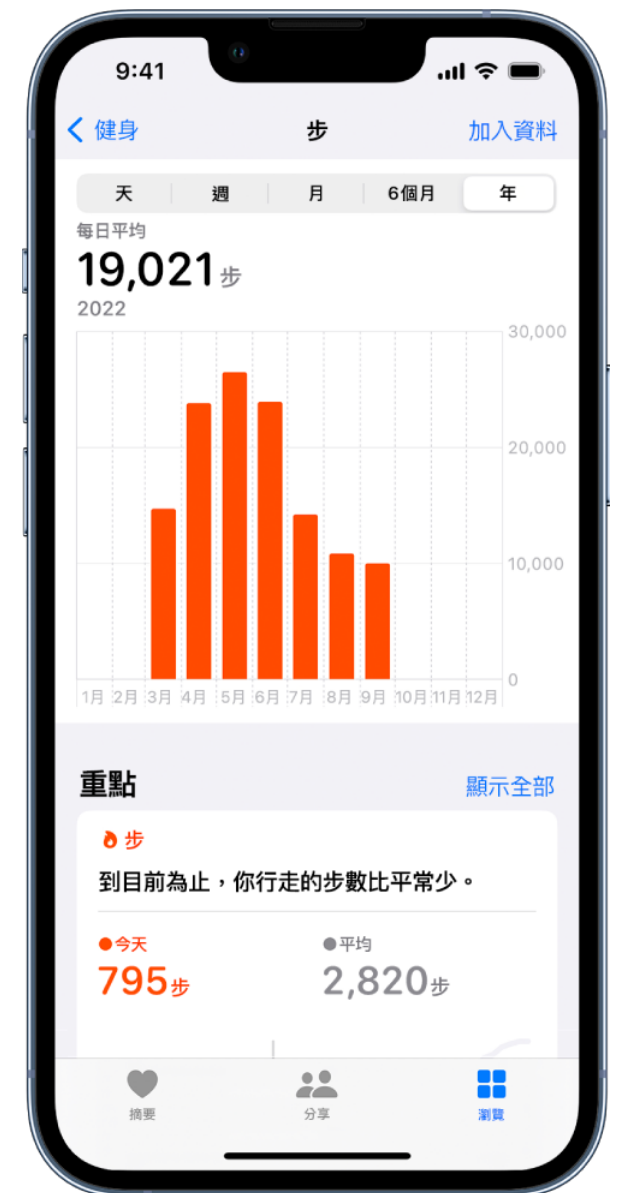 9:41
健身 步 加入資料
天 週 月 6個月 年
每日平均
19,021步
2022
30,000
20,000
10,000
0
1月 2月 3月 4月 5月 6月 7月 8月 9月 10月 11月 12月
重點 顯示全部
步
到目前為止，你行走的步數比平常少。
今天 平均
795步 2,820步
摘要 分享 瀏覽